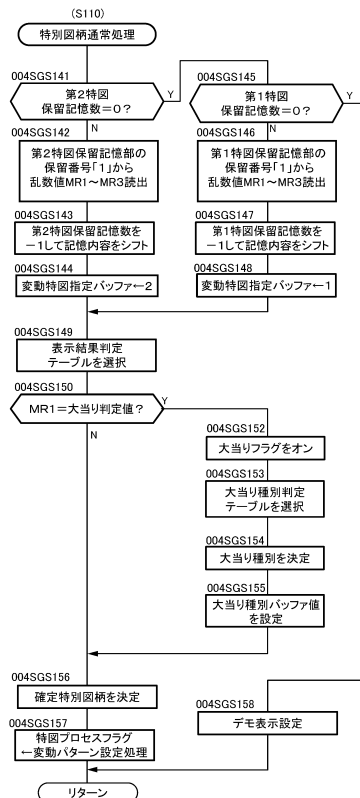 (S110)
特別図柄通常処理
004SGS141
第2特図
保留記憶数=0?
Y
N
004SGS142
第2特図保留記憶部の
保留番号「1」から
乱数値MR1～MR3読出
004SGS143
第2特図保留記憶数を
－1して記憶内容をシフト
004SGS144
変動特図指定バッファ←2
004SGS145
第1特図
保留記憶数=0?
Y
N
004SGS146
第1特図保留記憶部の
保留番号「1」から
乱数値MR1～MR3読出
004SGS147
第1特図保留記憶数を
－1して記憶内容をシフト
004SGS148
変動特図指定バッファ←1
004SGS149
表示結果判定
テーブルを選択
004SGS150
MR1=大当り判定値?
Y
N
004SGS152
大当りフラグをオン
004SGS153
大当り種別判定
テーブルを選択
004SGS154
大当り種別を決定
004SGS155
大当り種別バッファ値
を設定
004SGS156
確定特別図柄を決定
004SGS157
特図プロセスフラグ
←変動パターン設定処理
004SGS158
デモ表示設定
リターン